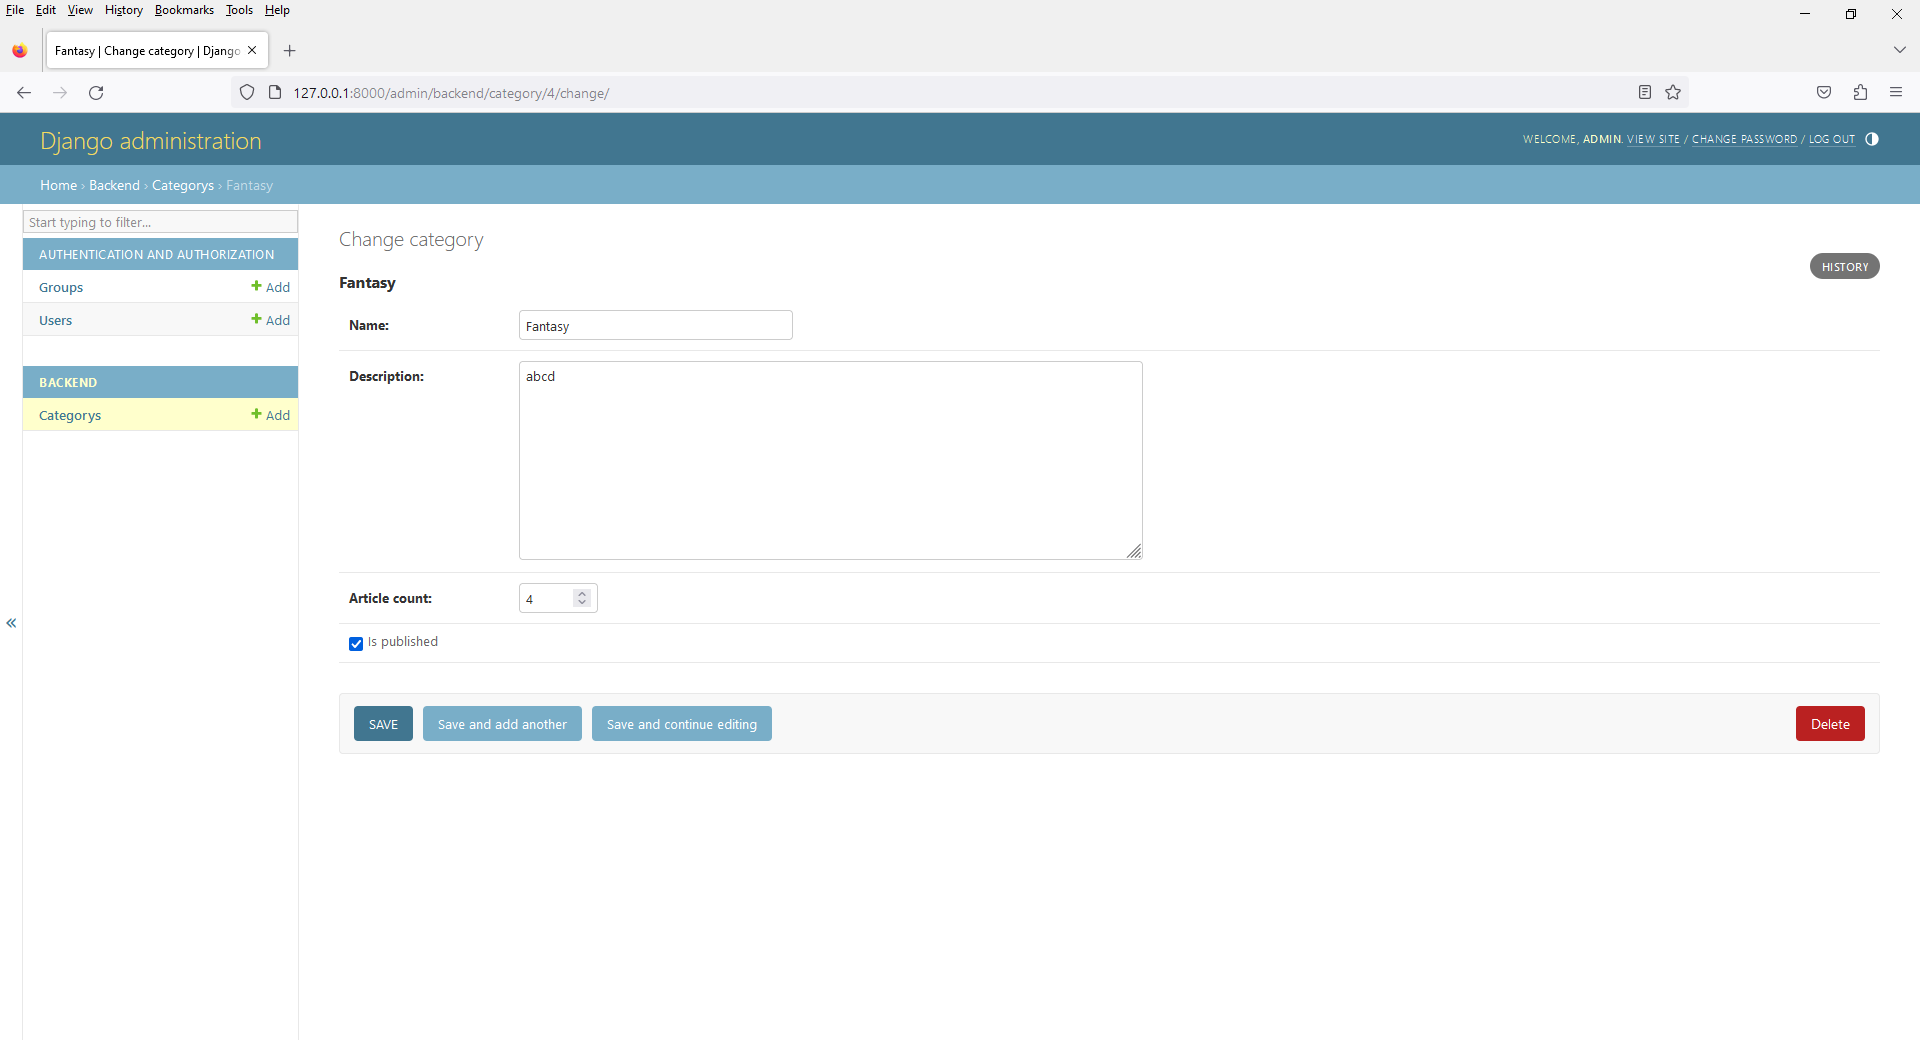 File Edit View History Bookmarks Tools Help
Fantasy | Change category | Django
127.0.0.1:8000/admin/backend/category/4/change/
Django administration
WELCOME, ADMIN. VIEW SITE / CHANGE PASSWORD / LOG OUT
Home › Backend › Categorys › Fantasy
Start typing to filter...
AUTHENTICATION AND AUTHORIZATION
Groups Add
Users Add
BACKEND
Categorys Add
«
Change category
HISTORY
Fantasy
Name: Fantasy
Description: abcd
Article count: 4
Is published
SAVE Save and add another Save and continue editing Delete